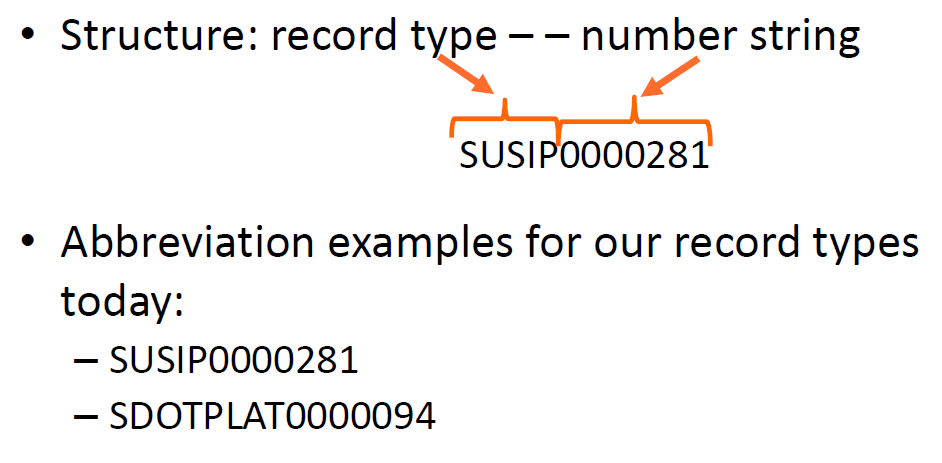 • Structure: record type – – number string
SUSIP0000281
• Abbreviation examples for our record types
today:
– SUSIP0000281
– SDOTPLAT0000094